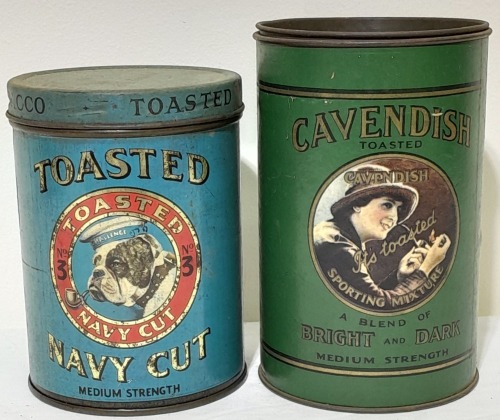 CCO TOASTED
TOASTED
TOASTED
No 3
No 3
NAVY CUT
NAVY CUT
MEDIUM STRENGTH
CAVENDISH
TOASTED
CAVENDISH
It's toasted
SPORTING MIXTURE
A BLEND OF
BRIGHT AND DARK
MEDIUM STRENGTH